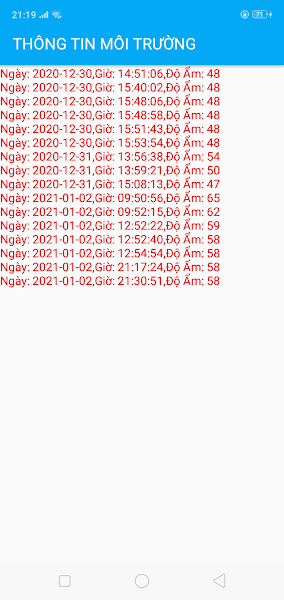 21:19
71
THÔNG TIN MÔI TRƯỜNG
Ngày: 2020-12-30,Giờ: 14:51:06,Độ Ẩm: 48
Ngày: 2020-12-30,Giờ: 15:40:02,Độ Ẩm: 48
Ngày: 2020-12-30,Giờ: 15:48:06,Độ Ẩm: 48
Ngày: 2020-12-30,Giờ: 15:48:58,Độ Ẩm: 48
Ngày: 2020-12-30,Giờ: 15:51:43,Độ Ẩm: 48
Ngày: 2020-12-30,Giờ: 15:53:54,Độ Ẩm: 48
Ngày: 2020-12-31,Giờ: 13:56:38,Độ Ẩm: 54
Ngày: 2020-12-31,Giờ: 13:59:21,Độ Ẩm: 50
Ngày: 2020-12-31,Giờ: 15:08:13,Độ Ẩm: 47
Ngày: 2021-01-02,Giờ: 09:50:56,Độ Ẩm: 65
Ngày: 2021-01-02,Giờ: 09:52:15,Độ Ẩm: 62
Ngày: 2021-01-02,Giờ: 12:52:22,Độ Ẩm: 59
Ngày: 2021-01-02,Giờ: 12:52:40,Độ Ẩm: 58
Ngày: 2021-01-02,Giờ: 12:54:54,Độ Ẩm: 58
Ngày: 2021-01-02,Giờ: 21:17:24,Độ Ẩm: 58
Ngày: 2021-01-02,Giờ: 21:30:51,Độ Ẩm: 58